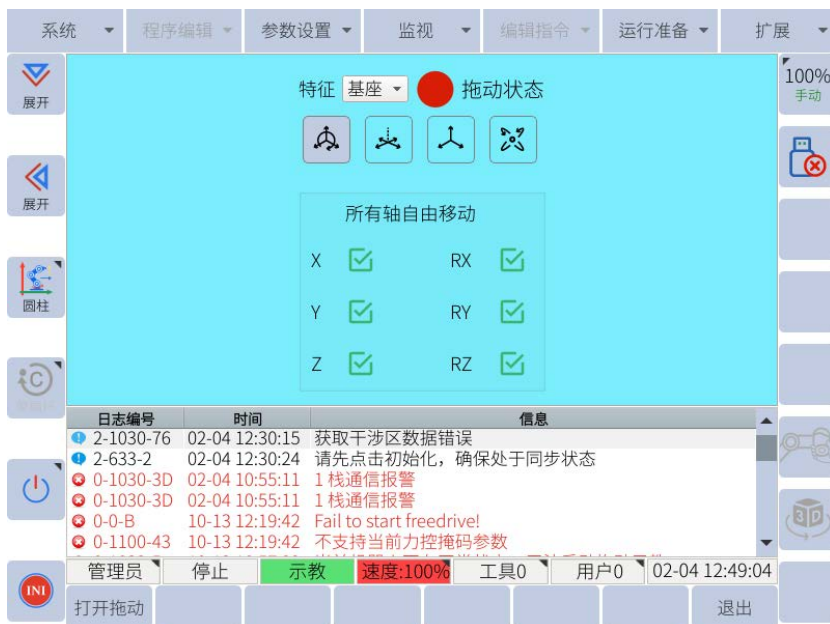 系统 程序编辑 参数设置 监视 编辑指令 运行准备 扩展
展开
展开
圆柱
特征 基座 拖动状态
所有轴自由移动
X RX
Y RY
Z RZ
100%
手动
日志编号 时间 信息
2-1030-76 02-04 12:30:15 获取干涉区数据错误
2-633-2 02-04 12:30:24 请先点击初始化，确保处于同步状态
0-1030-3D 02-04 10:55:11 1栈通信报警
0-1030-3D 02-04 10:55:11 1栈通信报警
0-0-B 10-13 12:19:42 Fail to start freedrive!
0-1100-43 10-13 12:19:42 不支持当前力控掩码参数
C
3D
管理员 停止 示教 速度:100% 工具0 用户0 02-04 12:49:04
INI
打开拖动 退出